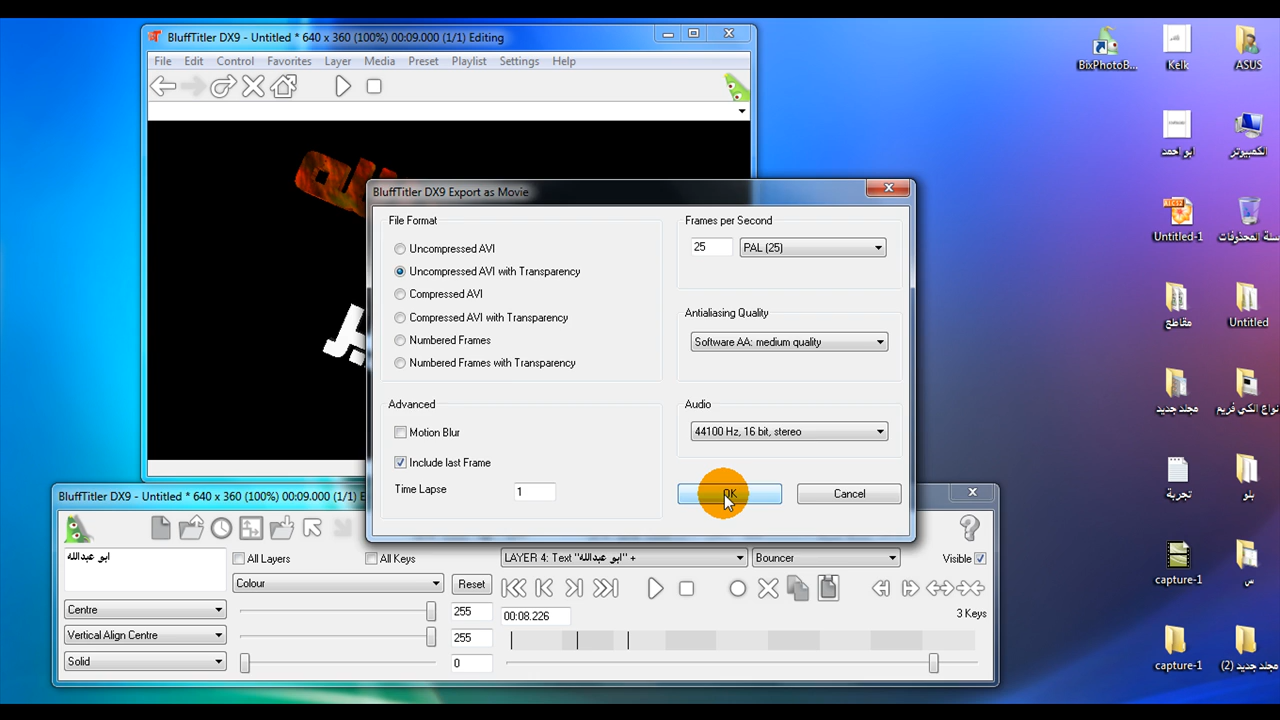 BluffTitler DX9 - Untitled * 640 x 360 (100%) 00:09.000 (1/1) Editing
File Edit Control Favorites Layer Media Preset Playlist Settings Help
BluffTitler DX9 Export as Movie
File Format
Uncompressed AVI
Uncompressed AVI with Transparency
Compressed AVI
Compressed AVI with Transparency
Numbered Frames
Numbered Frames with Transparency
Frames per Second
25
PAL (25)
Antialiasing Quality
Software AA: medium quality
Advanced
Motion Blur
Include last Frame
Time Lapse
1
Audio
44100 Hz, 16 bit, stereo
OK
Cancel
BluffTitler DX9 - Untitled * 640 x 360 (100%) 00:09.000 (1/1) E
ابو عبدالله
All Layers
All Keys
LAYER 4: Text "ابو عبدالله" +
Bouncer
Visible
Colour
Reset
Centre
255
00:08.226
3 Keys
Vertical Align Centre
255
Solid
0
BixPhotoB...
Kelk
ASUS
ابو احمد
الكمبيوتر
Untitled-1
سلة المحذوفات
مقاطع
Untitled
مجلد جديد
نواع الكي فريم
تجربة
بلو
capture-1
س
capture-1
مجلد جديد (2)